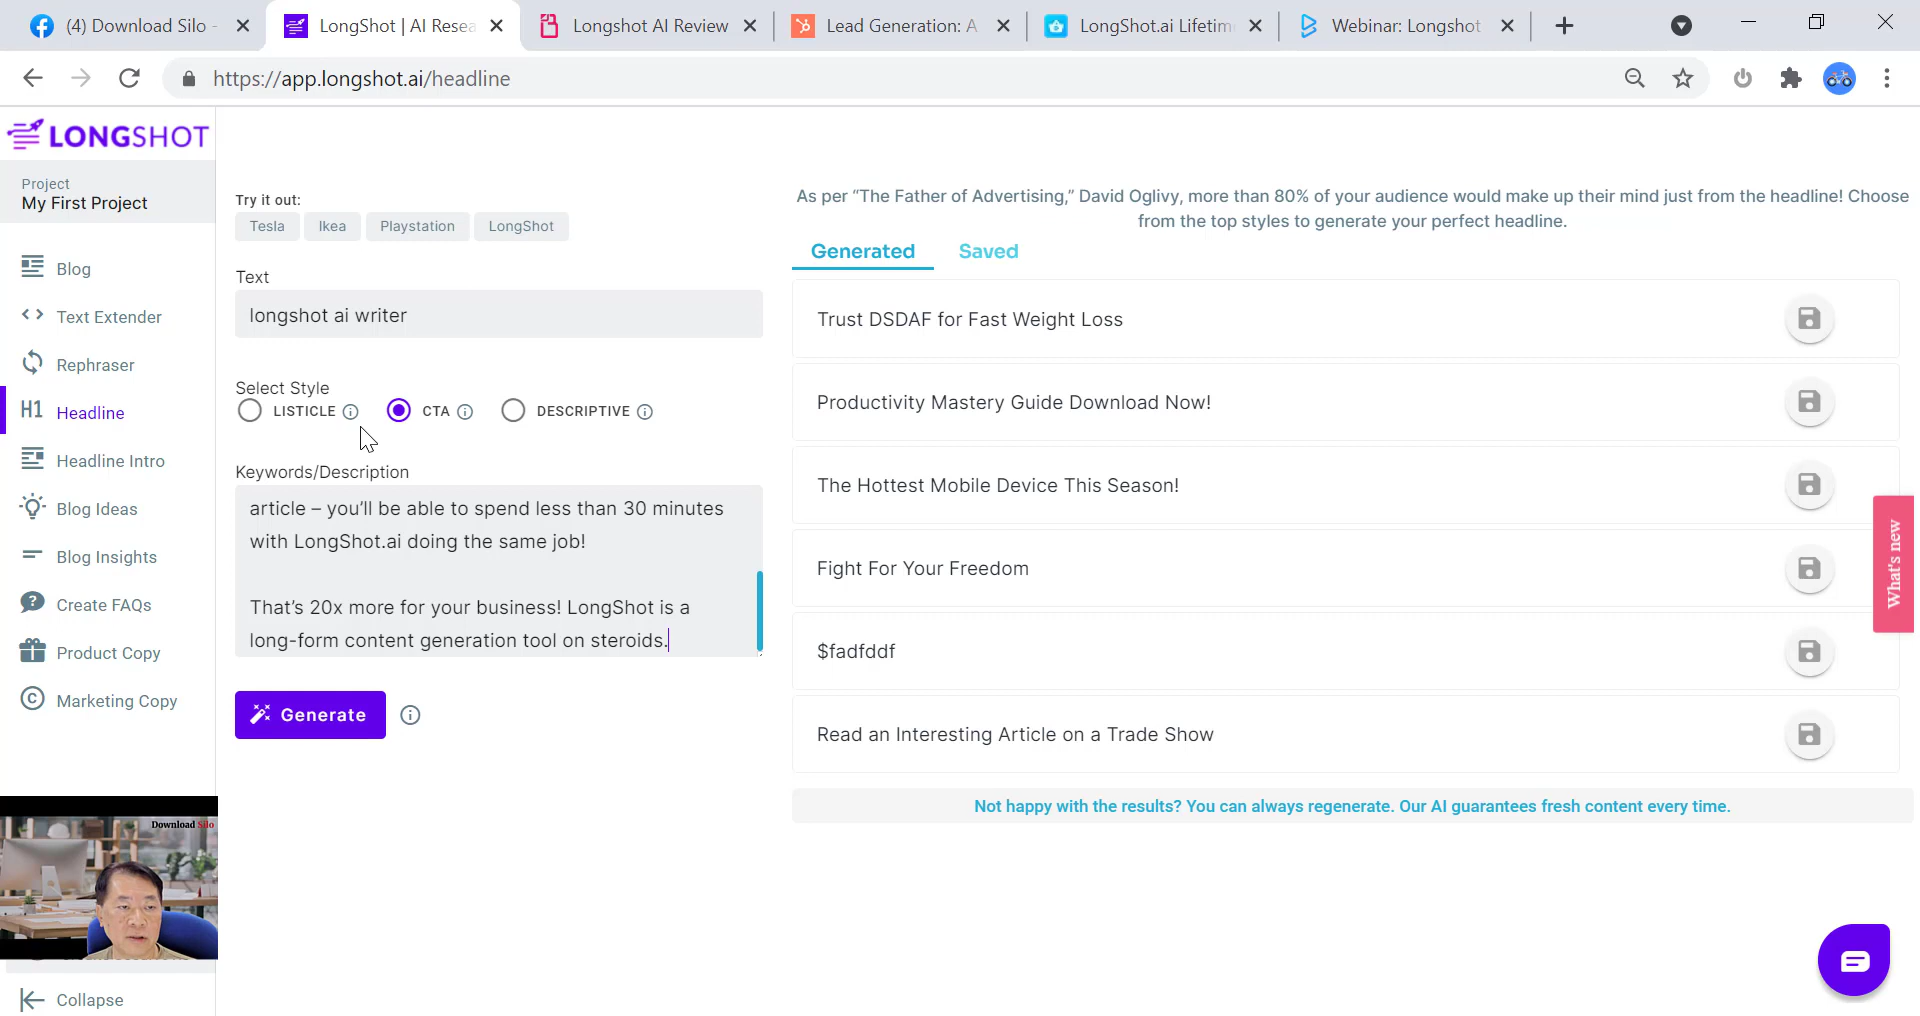 (4) Download Silo -
LongShot | AI Resea
Longshot AI Review
Lead Generation: A
LongShot.ai Lifetim
Webinar: Longshot
https://app.longshot.ai/headline
LONGSHOT
Project
My First Project
Blog
Text Extender
Rephraser
H1 Headline
Headline Intro
Blog Ideas
Blog Insights
Create FAQs
Product Copy
Marketing Copy
Collapse
Download Silo
Try it out:
Tesla
Ikea
Playstation
LongShot
Text
longshot ai writer
Select Style
LISTICLE
CTA
DESCRIPTIVE
Keywords/Description
article – you'll be able to spend less than 30 minutes
with LongShot.ai doing the same job!
That's 20x more for your business! LongShot is a
long-form content generation tool on steroids.
Generate
As per “The Father of Advertising,” David Oglivy, more than 80% of your audience would make up their mind just from the headline! Choose
from the top styles to generate your perfect headline.
Generated
Saved
Trust DSDAF for Fast Weight Loss
Productivity Mastery Guide Download Now!
The Hottest Mobile Device This Season!
Fight For Your Freedom
$fadfddf
Read an Interesting Article on a Trade Show
Not happy with the results? You can always regenerate. Our AI guarantees fresh content every time.
What's new